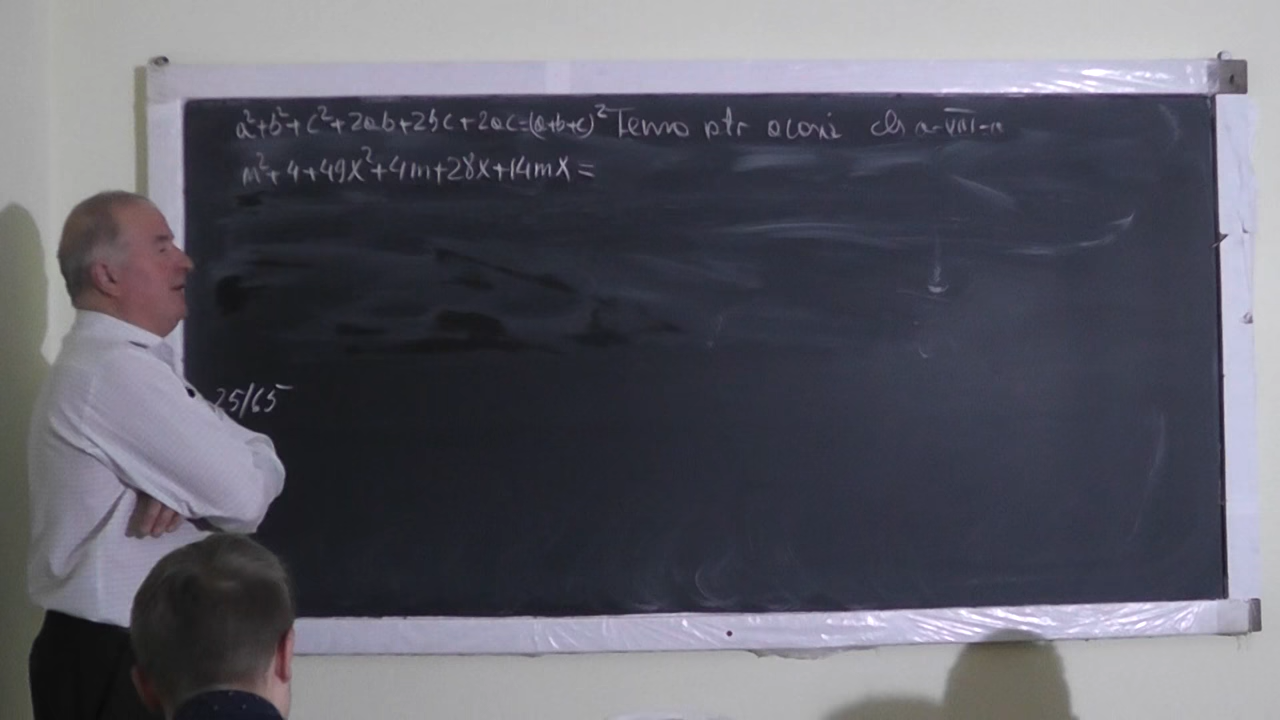 a²+b²+c²+2ab+2bc+2ac=(a+b+c)² Tema ptr acasă cls a-VIII-a
m²+4+49x²+4m+28x+14mx=
25/65